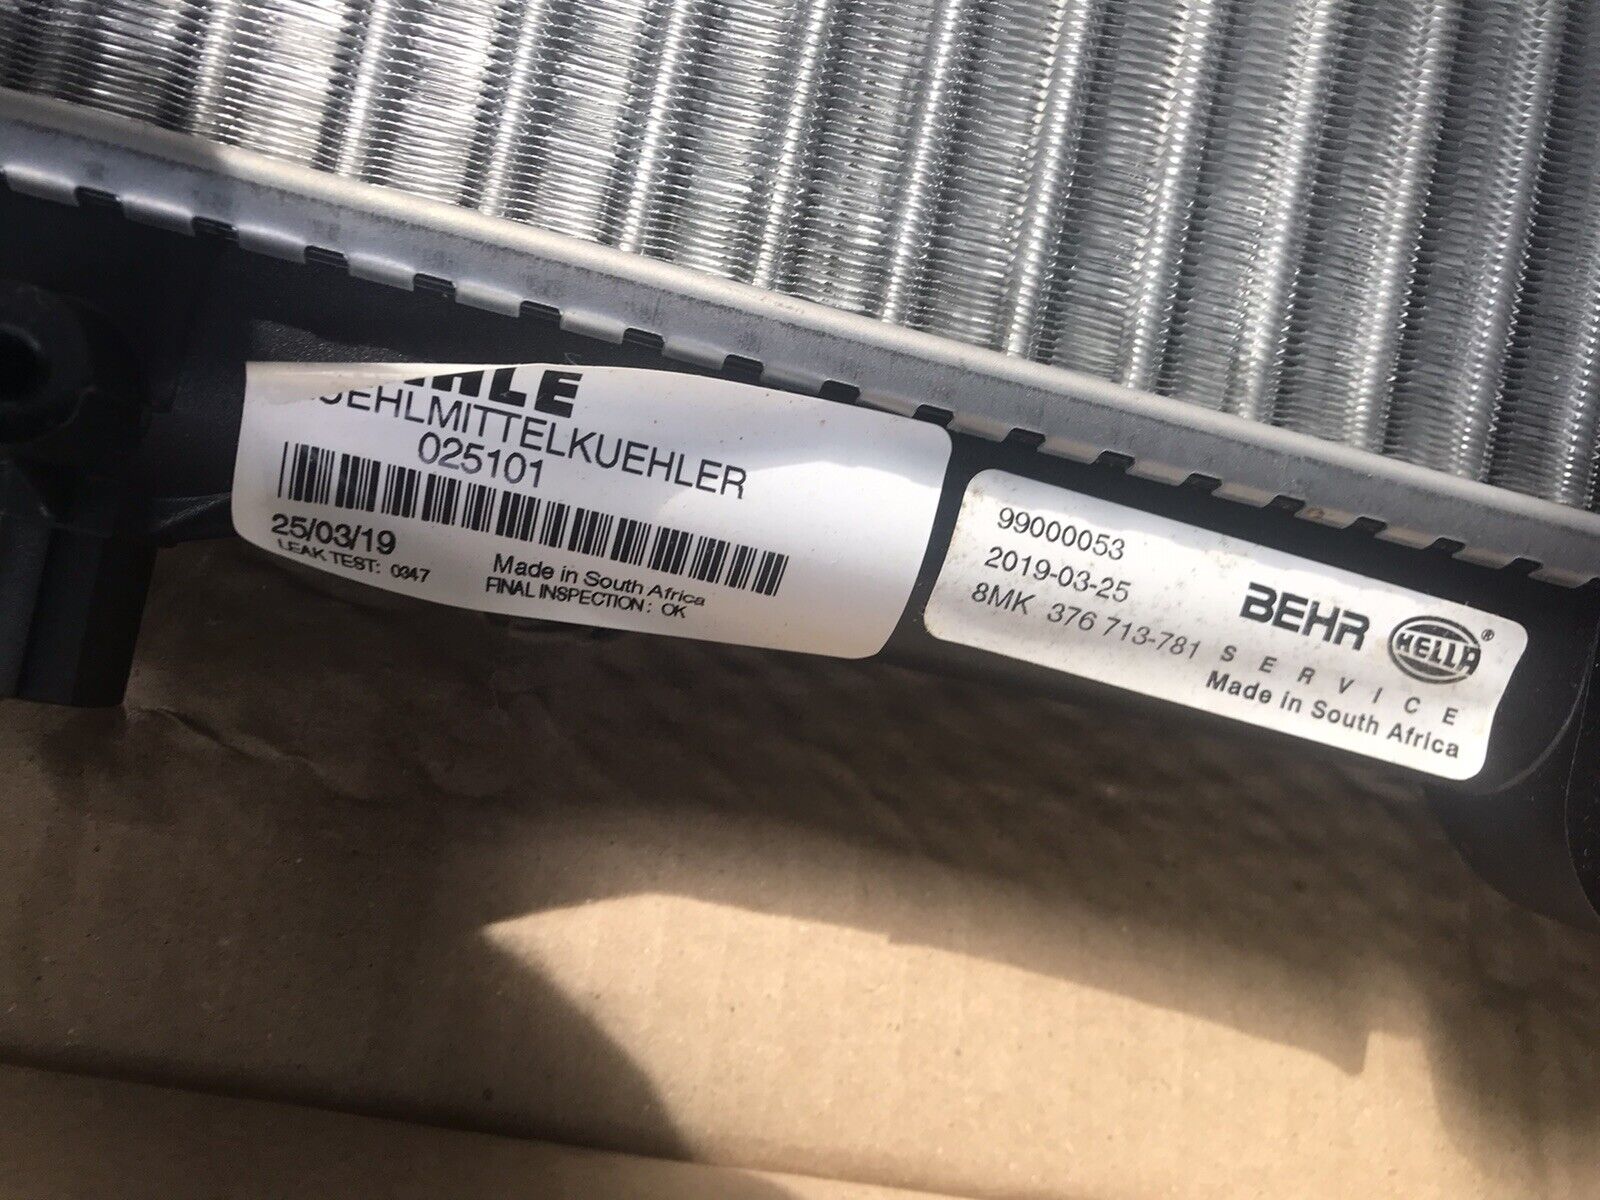 025101
25/03/19
LEAK TEST: 0347
Made in South Africa
FINAL INSPECTION: OK
99000053
2019-03-25
8MK 376 713-781
BEHR HELLA®
SERVICE
Made in South Africa